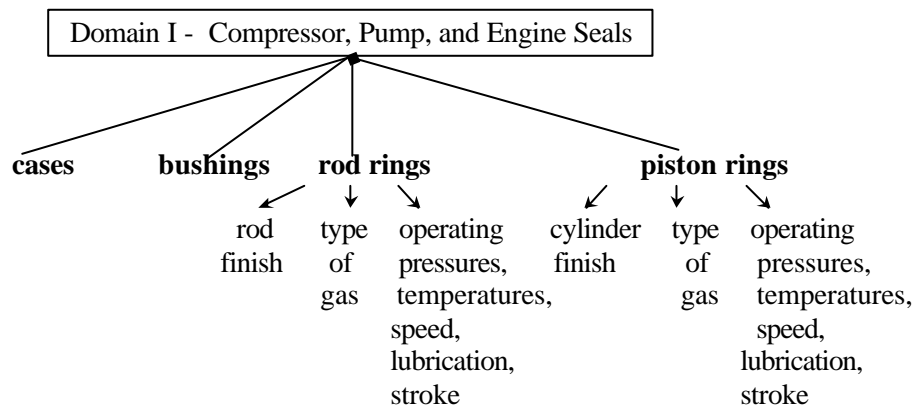 Domain I - Compressor, Pump, and Engine Seals
cases bushings rod rings piston rings
rod type operating cylinder type operating
finish of pressures, finish of pressures,
gas temperatures, gas temperatures,
speed, speed,
lubrication, lubrication,
stroke stroke